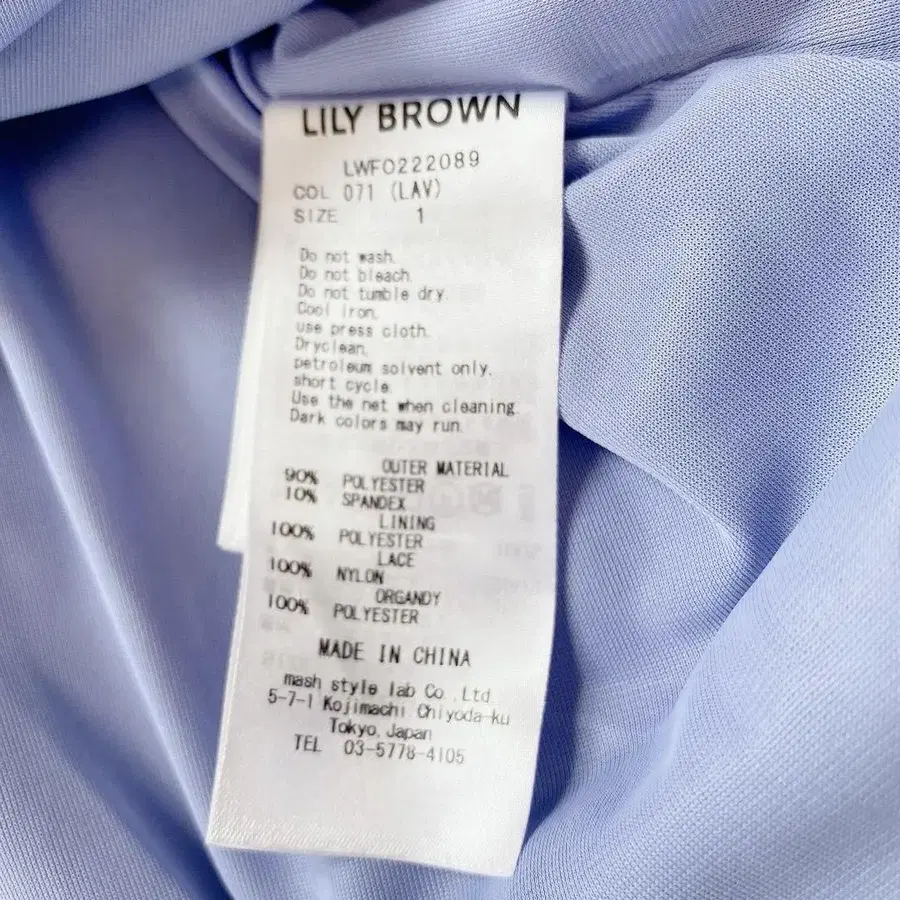 LILY BROWN
LWFO222089
COL 071 (LAV)
SIZE 1
Do not wash.
Do not bleach.
Do not tumble dry.
Cool iron.
use press cloth.
Dryclean.
petroleum solvent only.
short cycle.
Use the net when cleaning.
Dark colors may run.
OUTER MATERIAL
90% POLYESTER
10% SPANDEX
LINING
100% POLYESTER
LACE
100% NYLON
ORGANDY
100% POLYESTER
MADE IN CHINA
mash style lab Co.,Ltd.
5-7-1 Kojimachi Chiyoda-ku
Tokyo, Japan
TEL 03-5778-4105